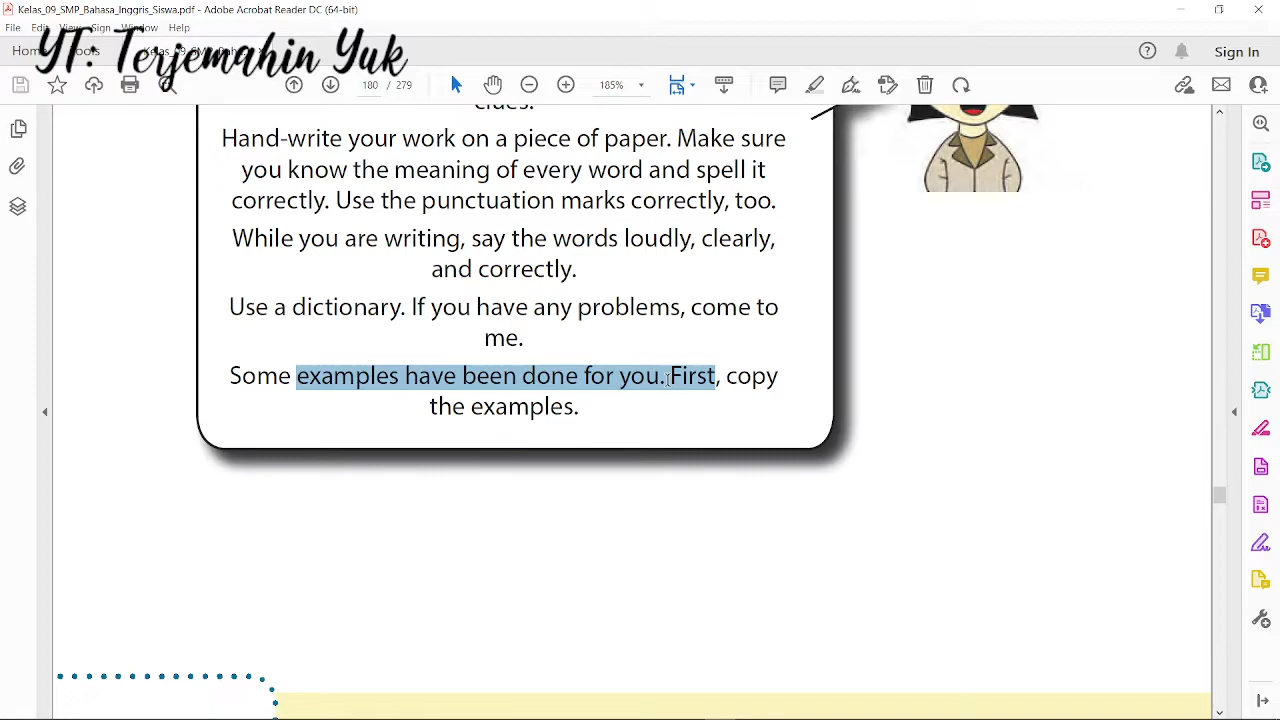 Kelas_09_SMP_Bahasa_Inggris_Siswa.pdf - Adobe Acrobat Reader DC (64-bit)
File Edit View Sign Window Help
YT: Terjemahin Yuk
Home Tools
Sign In
180 / 279
185%
clues.
Hand-write your work on a piece of paper. Make sure
you know the meaning of every word and spell it
correctly. Use the punctuation marks correctly, too.
While you are writing, say the words loudly, clearly,
and correctly.
Use a dictionary. If you have any problems, come to
me.
Some examples have been done for you. First, copy
the examples.